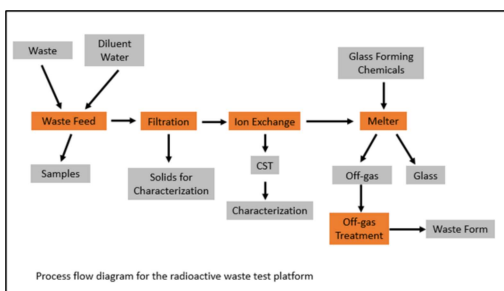 Waste
Diluent
Water
Glass Forming
Chemicals
Waste Feed
Filtration
Ion Exchange
Melter
Samples
Solids for
Characterization
CST
Characterization
Off-gas
Glass
Off-gas
Treatment
Waste Form
Process flow diagram for the radioactive waste test platform